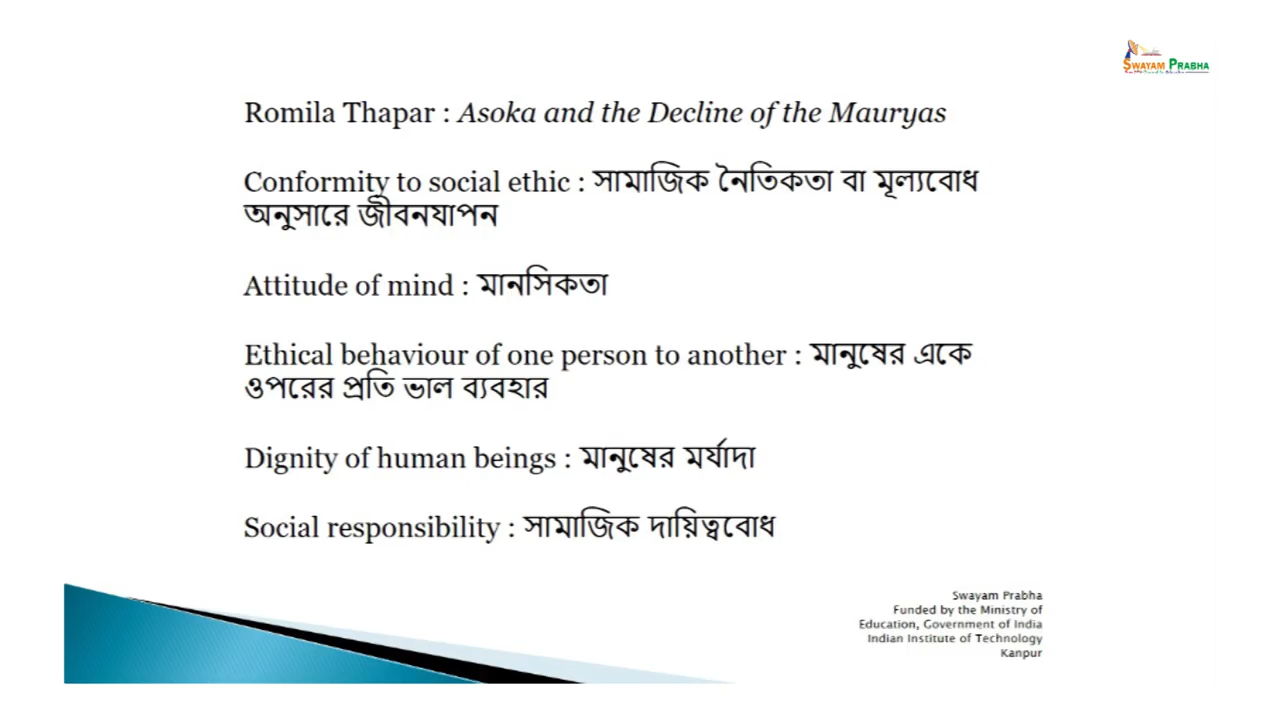 SWAYAM PRABHA
Romila Thapar : Asoka and the Decline of the Mauryas
Conformity to social ethic : সামাজিক নৈতিকতা বা মূল্যবোধ
অনুসারে জীবনযাপন
Attitude of mind : মানসিকতা
Ethical behaviour of one person to another : মানুষের একে
ওপরের প্রতি ভাল ব্যবহার
Dignity of human beings : মানুষের মর্যাদা
Social responsibility : সামাজিক দায়িত্ববোধ
Swayam Prabha
Funded by the Ministry of
Education, Government of India
Indian Institute of Technology
Kanpur